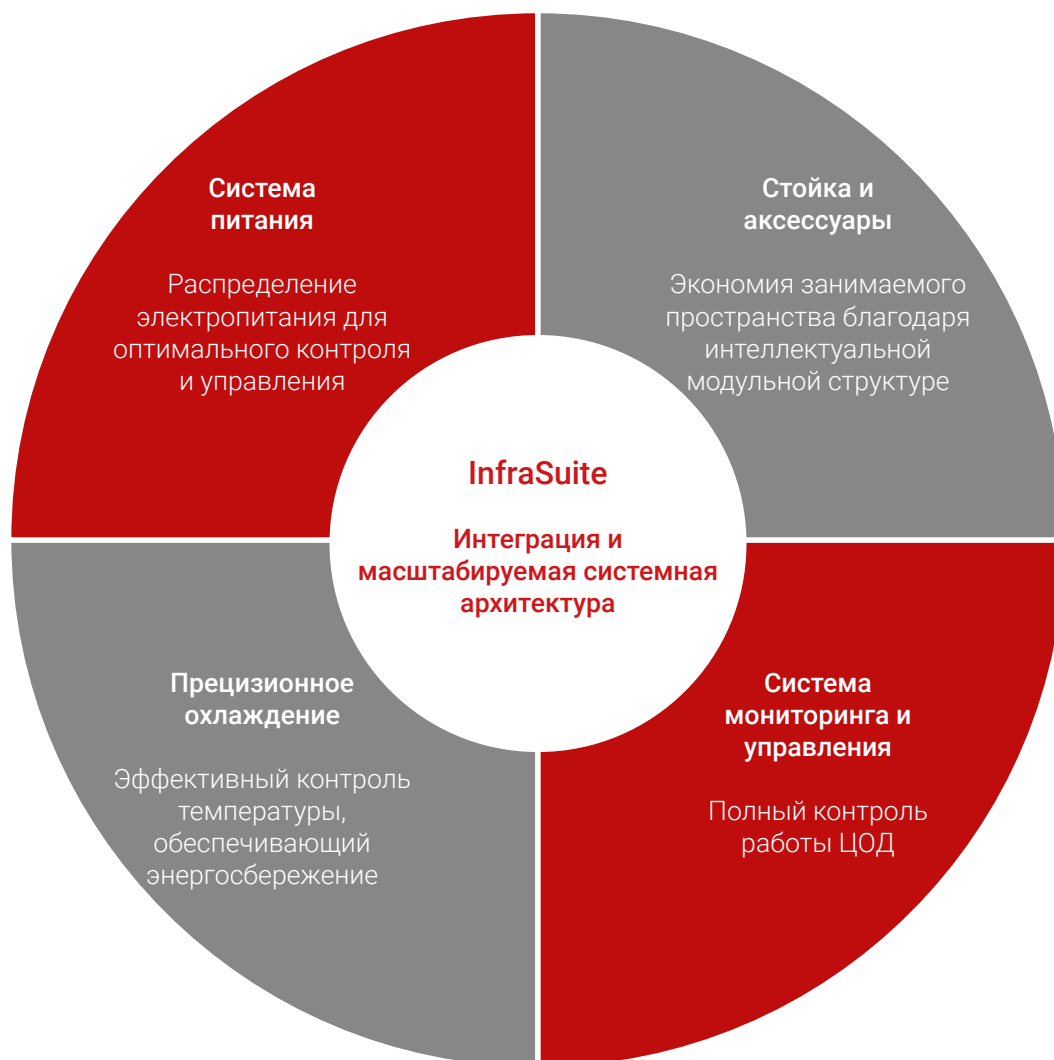 Система
питания
Распределение
электропитания для
оптимального контроля
и управления
Стойка и
аксессуары
Экономия занимаемого
пространства благодаря
интеллектуальной
модульной структуре
InfraSuite
Интеграция и
масштабируемая системная
архитектура
Прецизионное
охлаждение
Эффективный контроль
температуры,
обеспечивающий
энергосбережение
Система
мониторинга и
управления
Полный контроль
работы ЦОД